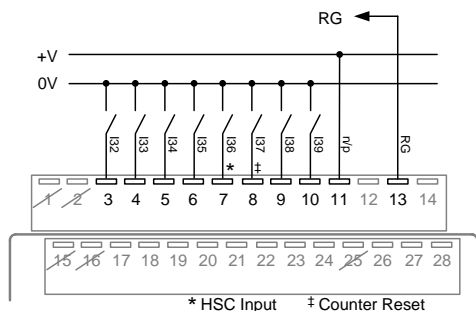 RG
+V
0V
I32 I33 I34 I35 I36 I37 I38 I39 n/p RG
* ‡
1 2 3 4 5 6 7 8 9 10 11 12 13 14
15 16 17 18 19 20 21 22 23 24 25 26 27 28
* HSC Input ‡ Counter Reset